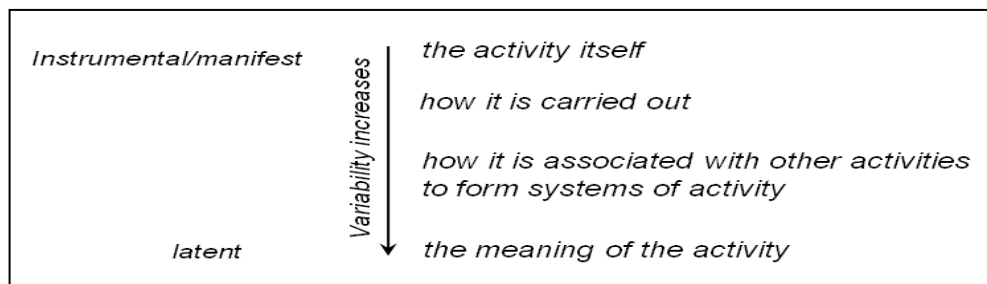 Instrumental/manifest
the activity itself
how it is carried out
how it is associated with other activities
to form systems of activity
Variability increases
latent
the meaning of the activity